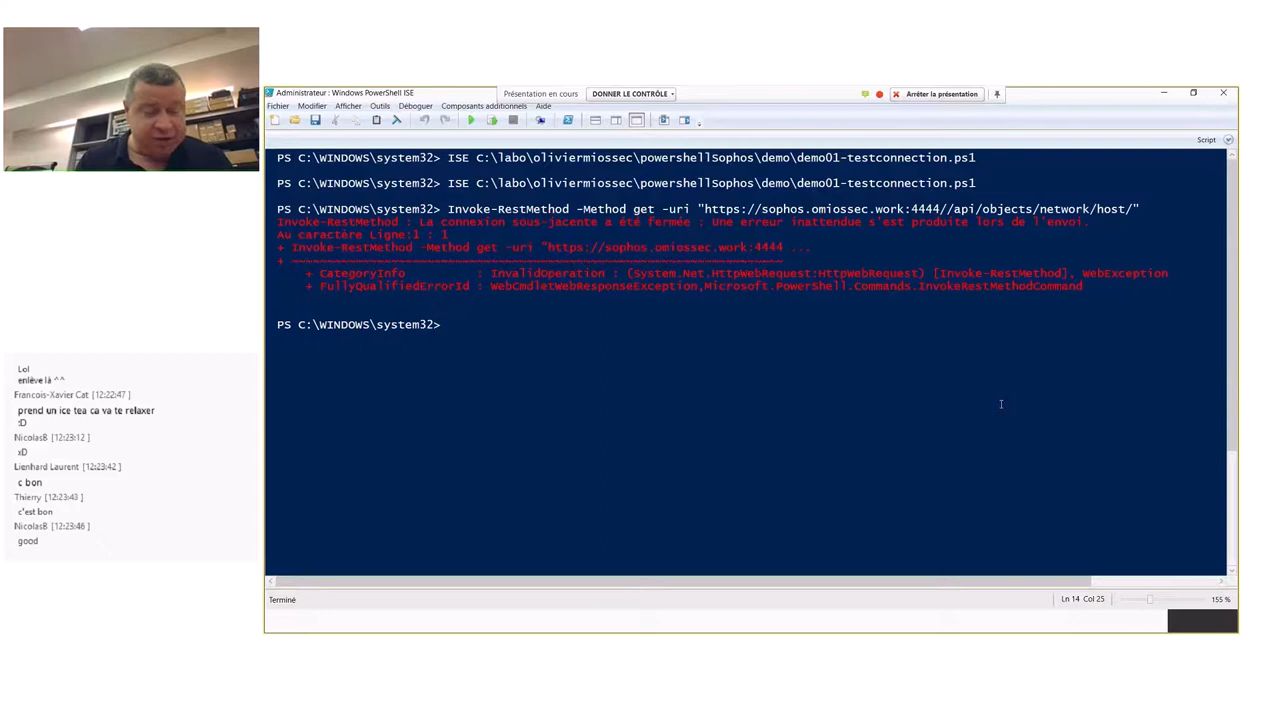 Administrateur : Windows PowerShell ISE
Présentation en cours
DONNER LE CONTRÔLE
Arrêter la présentation
Fichier Modifier Afficher Outils Déboguer Composants additionnels Aide
Script
PS C:\WINDOWS\system32> ISE C:\labo\oliviermiossec\powershellSophos\demo\demo01-testconnection.ps1
PS C:\WINDOWS\system32> ISE C:\labo\oliviermiossec\powershellSophos\demo\demo01-testconnection.ps1
PS C:\WINDOWS\system32> Invoke-RestMethod -Method get -uri "https://sophos.omiossec.work:4444//api/objects/network/host/"
Invoke-RestMethod : La connexion sous-jacente a été fermée : Une erreur inattendue s'est produite lors de l'envoi.
Au caractère Ligne:1 : 1
+ Invoke-RestMethod -Method get -uri "https://sophos.omiossec.work:4444 ...
+ ~~~~~~~~~~~~~~~~~~~~~~~~~~~~~~~~~~~~~~~~~~~~~~~~~~~~~~~~~~~~~~~~~~~~~
+ CategoryInfo : InvalidOperation : (System.Net.HttpWebRequest:HttpWebRequest) [Invoke-RestMethod], WebException
+ FullyQualifiedErrorId : WebCmdletWebResponseException,Microsoft.PowerShell.Commands.InvokeRestMethodCommand
PS C:\WINDOWS\system32>
Lol
enlève là ^^
Francois-Xavier Cat [12:22:47]
prend un ice tea ca va te relaxer
:D
NicolasB [12:23:12]
xD
Lienhard Laurent [12:23:42]
c bon
Thierry [12:23:43]
c'est bon
NicolasB [12:23:46]
good
Terminé
Ln 14 Col 25
155 %